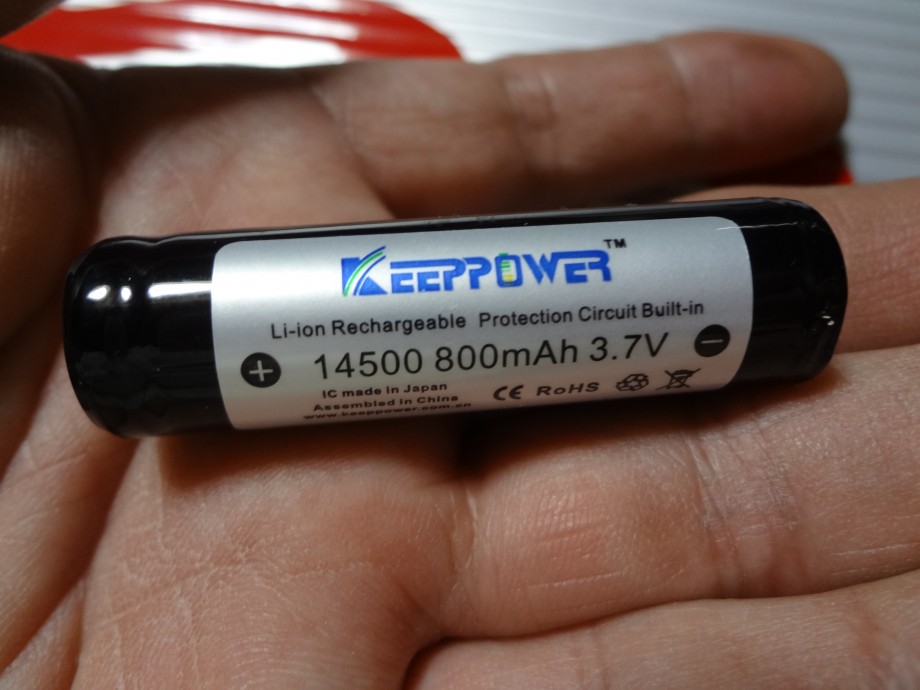 KEEPPOWER™
Li-ion Rechargeable Protection Circuit Built-in
+ 14500 800mAh 3.7V −
IC made in Japan
Assembled in China
CE RoHS
www.keeppower.com.cn